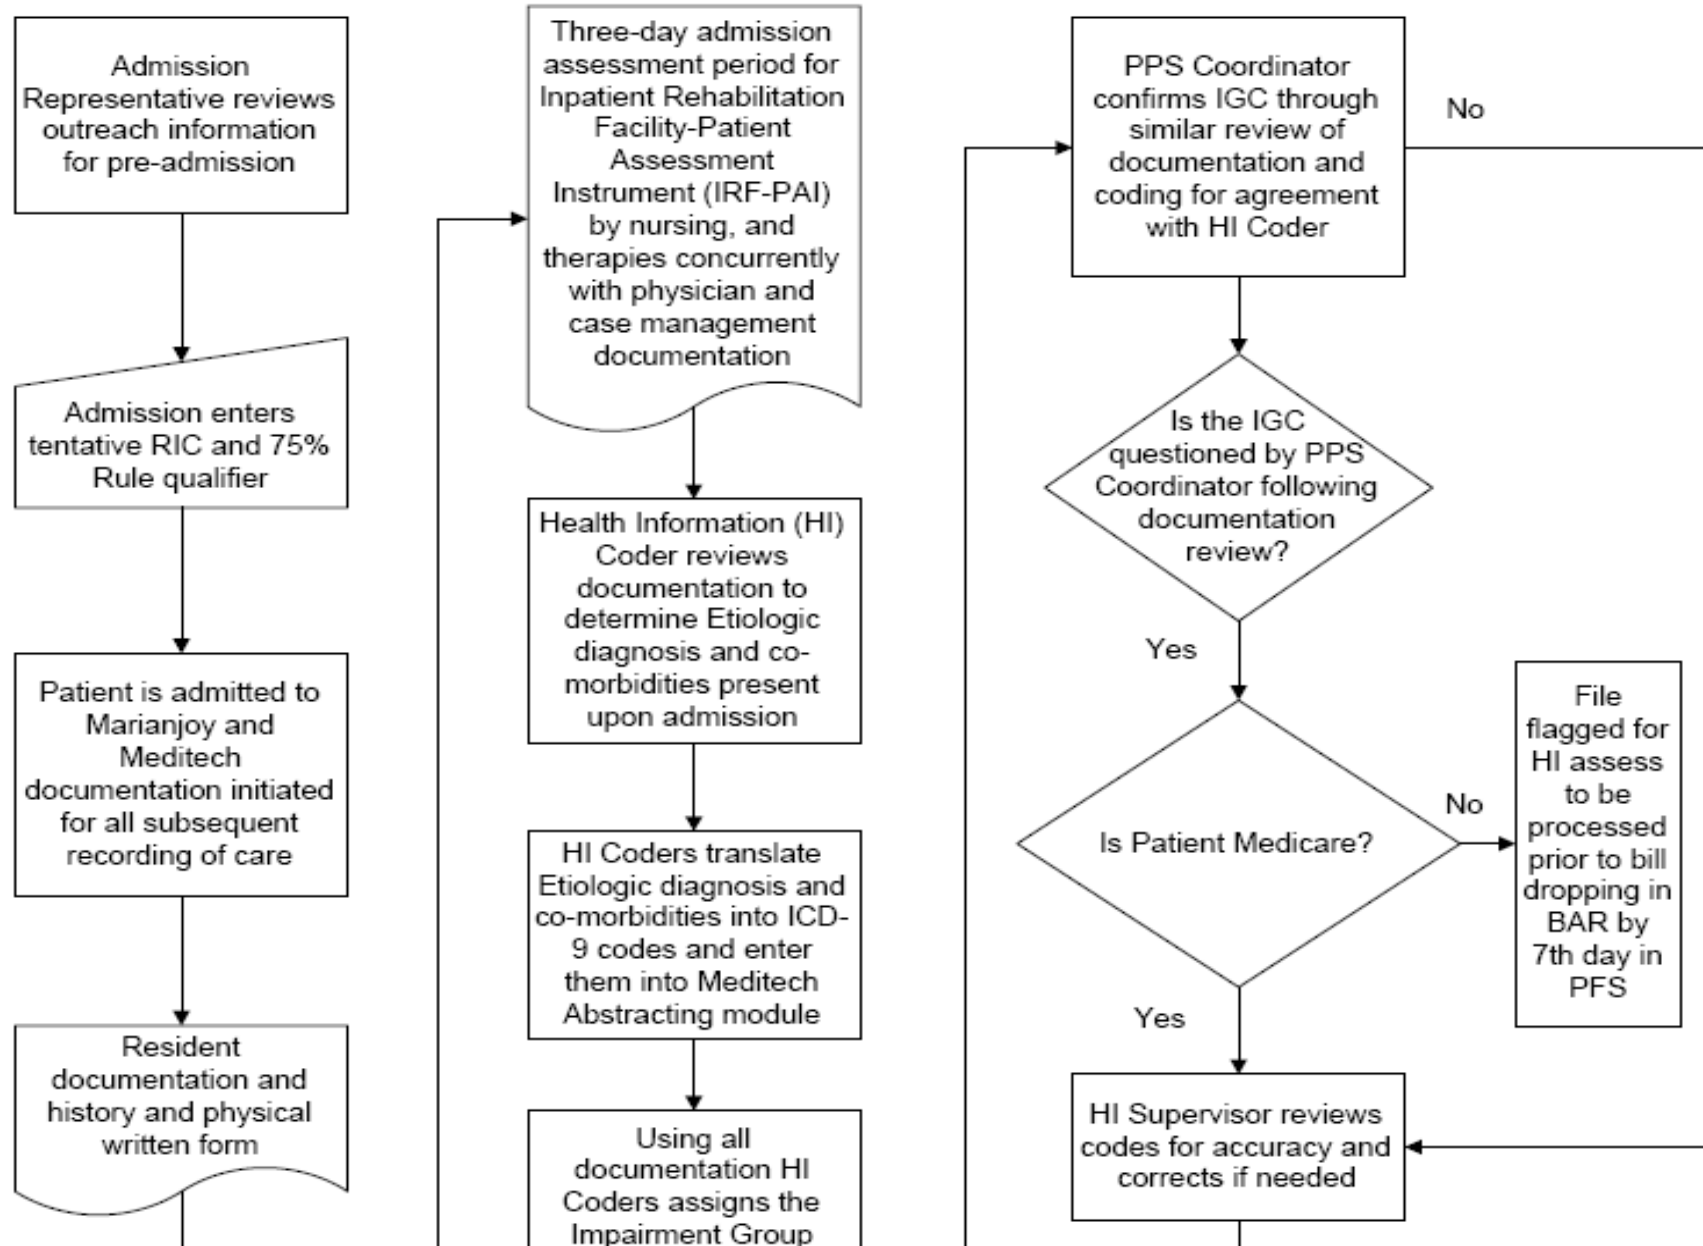 Admission
Representative reviews
outreach information
for pre-admission
Admission enters
tentative RIC and 75%
Rule qualifier
Patient is admitted to
Marianjoy and
Meditech
documentation initiated
for all subsequent
recording of care
Resident
documentation and
history and physical
written form
Three-day admission
assessment period for
Inpatient Rehabilitation
Facility-Patient
Assessment
Instrument (IRF-PAI)
by nursing, and
therapies concurrently
with physician and
case management
documentation
Health Information (HI)
Coder reviews
documentation to
determine Etiologic
diagnosis and co-
morbidities present
upon admission
HI Coders translate
Etiologic diagnosis and
co-morbidities into ICD-
9 codes and enter
them into Meditech
Abstracting module
Using all
documentation HI
Coders assigns the
Impairment Group
PPS Coordinator
confirms IGC through
similar review of
documentation and
coding for agreement
with HI Coder
No
Is the IGC
questioned by PPS
Coordinator following
documentation
review?
Yes
Is Patient Medicare?
No
File
flagged for
HI assess
to be
processed
prior to bill
dropping in
BAR by
7th day in
PFS
Yes
HI Supervisor reviews
codes for accuracy and
corrects if needed